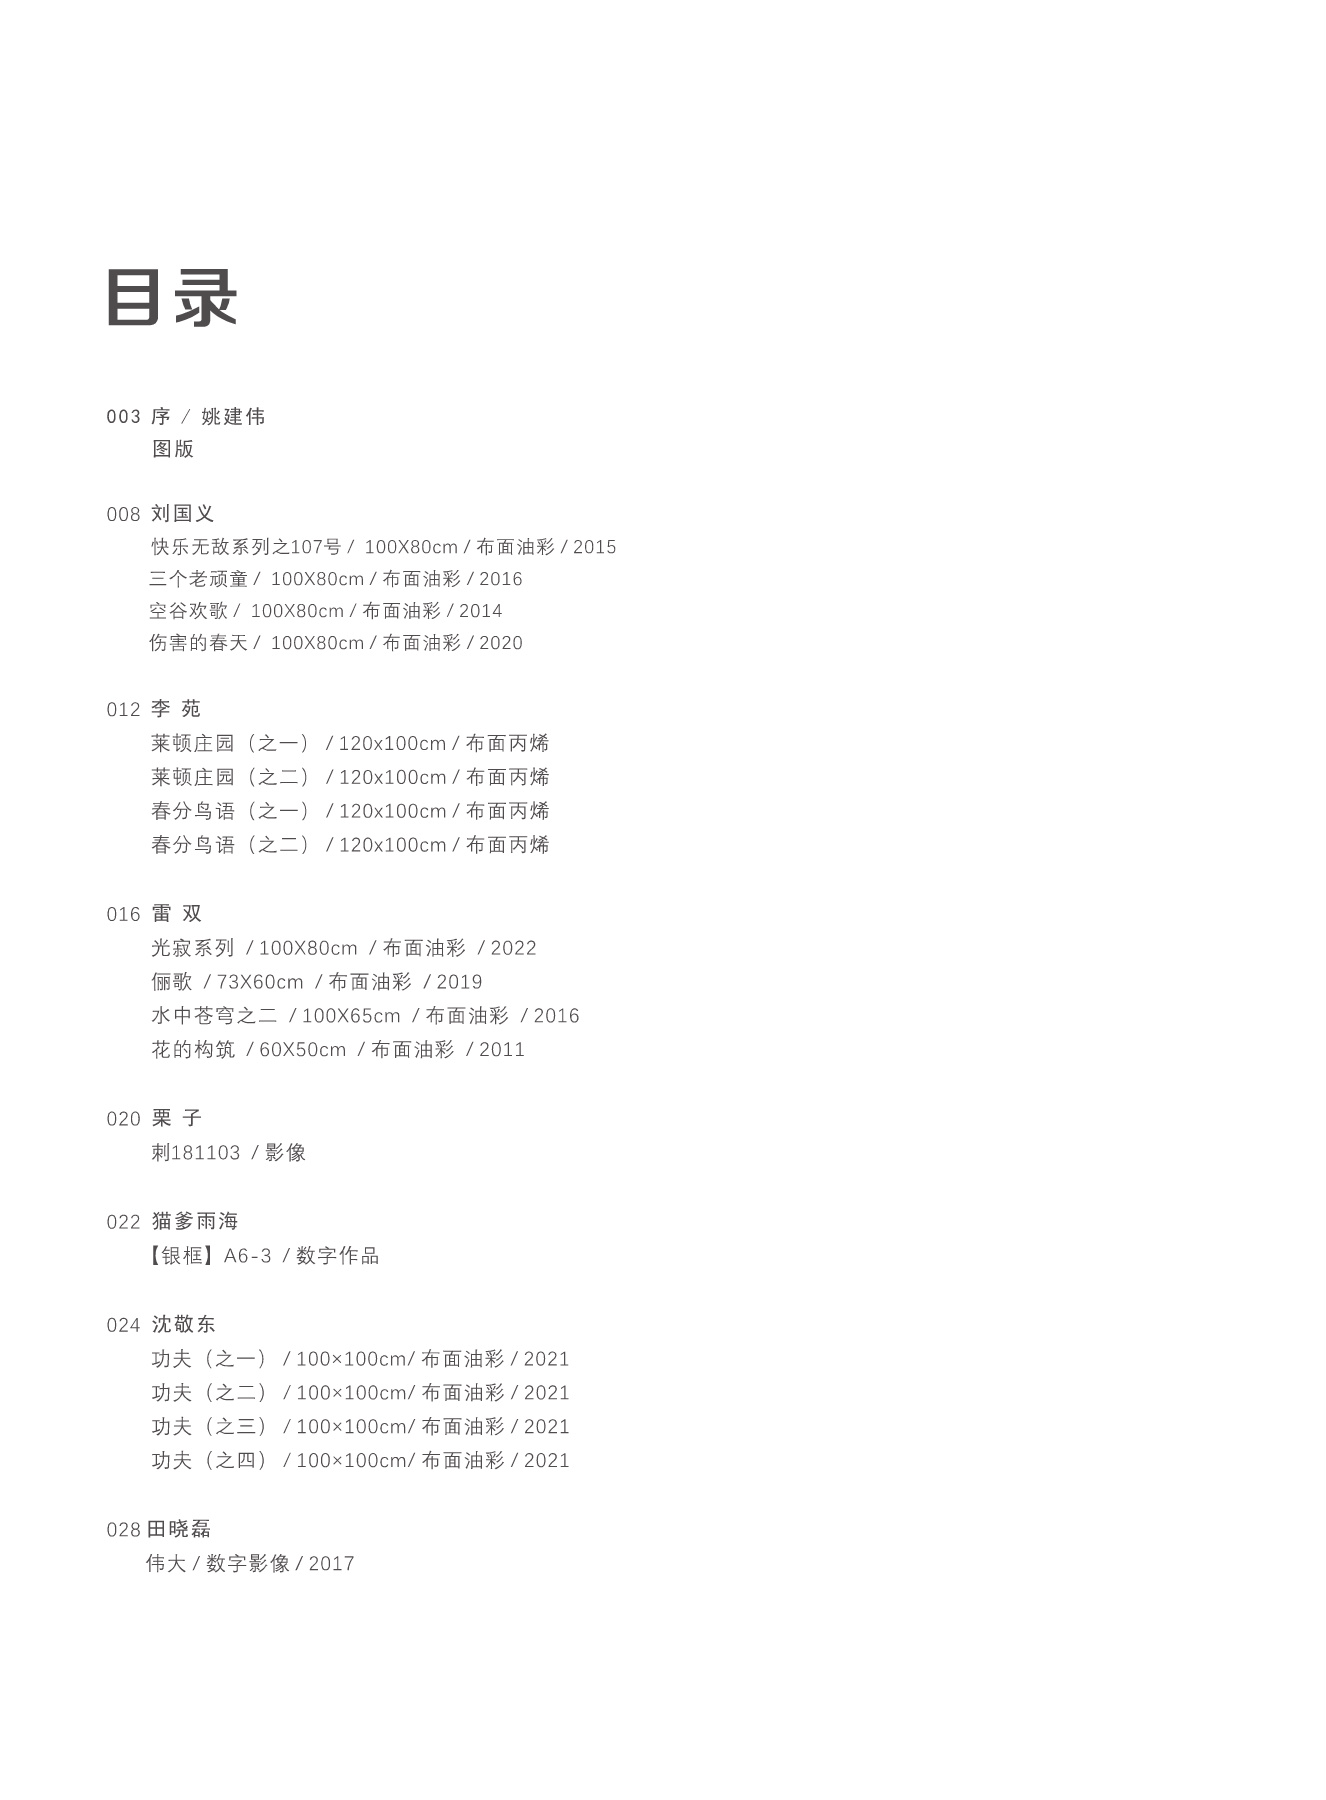 目录
003 序 / 姚建伟
图版
008 刘国义
快乐无敌系列之107号 / 100X80cm / 布面油彩 / 2015
三个老顽童 / 100X80cm / 布面油彩 / 2016
空谷欢歌 / 100X80cm / 布面油彩 / 2014
伤害的春天 / 100X80cm / 布面油彩 / 2020
012 李 苑
莱顿庄园（之一） / 120x100cm / 布面丙烯
莱顿庄园（之二） / 120x100cm / 布面丙烯
春分鸟语（之一） / 120x100cm / 布面丙烯
春分鸟语（之二） / 120x100cm / 布面丙烯
016 雷 双
光寂系列 / 100X80cm / 布面油彩 / 2022
俪歌 / 73X60cm / 布面油彩 / 2019
水中苍穹之二 / 100X65cm / 布面油彩 / 2016
花的构筑 / 60X50cm / 布面油彩 / 2011
020 栗 子
刺181103 / 影像
022 猫爹雨海
【银框】A6-3 / 数字作品
024 沈敬东
功夫（之一） / 100×100cm/ 布面油彩 / 2021
功夫（之二） / 100×100cm/ 布面油彩 / 2021
功夫（之三） / 100×100cm/ 布面油彩 / 2021
功夫（之四） / 100×100cm/ 布面油彩 / 2021
028 田晓磊
伟大 / 数字影像 / 2017